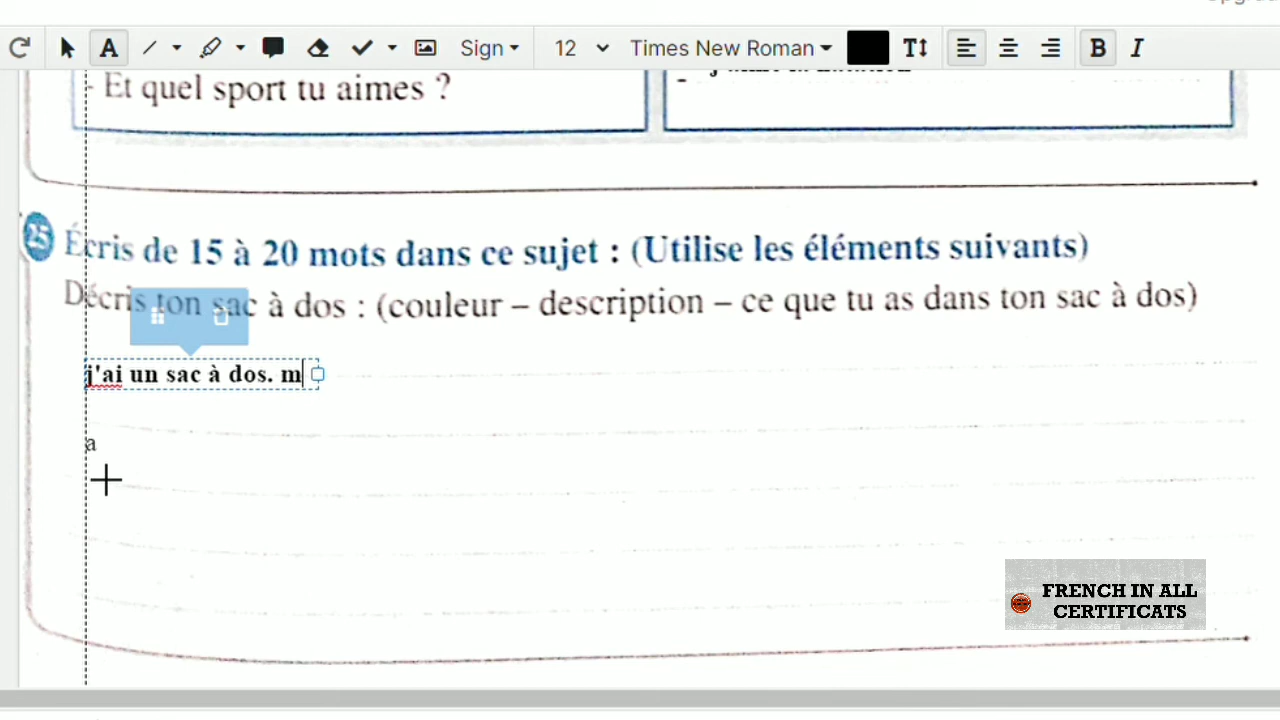 Sign 12 Times New Roman A B I
- Et quel sport tu aimes ?
25 Écris de 15 à 20 mots dans ce sujet : (Utilise les éléments suivants)
Décris ton sac à dos : (couleur – description – ce que tu as dans ton sac à dos)
j'ai un sac à dos. m
a
FRENCH IN ALL
CERTIFICATS